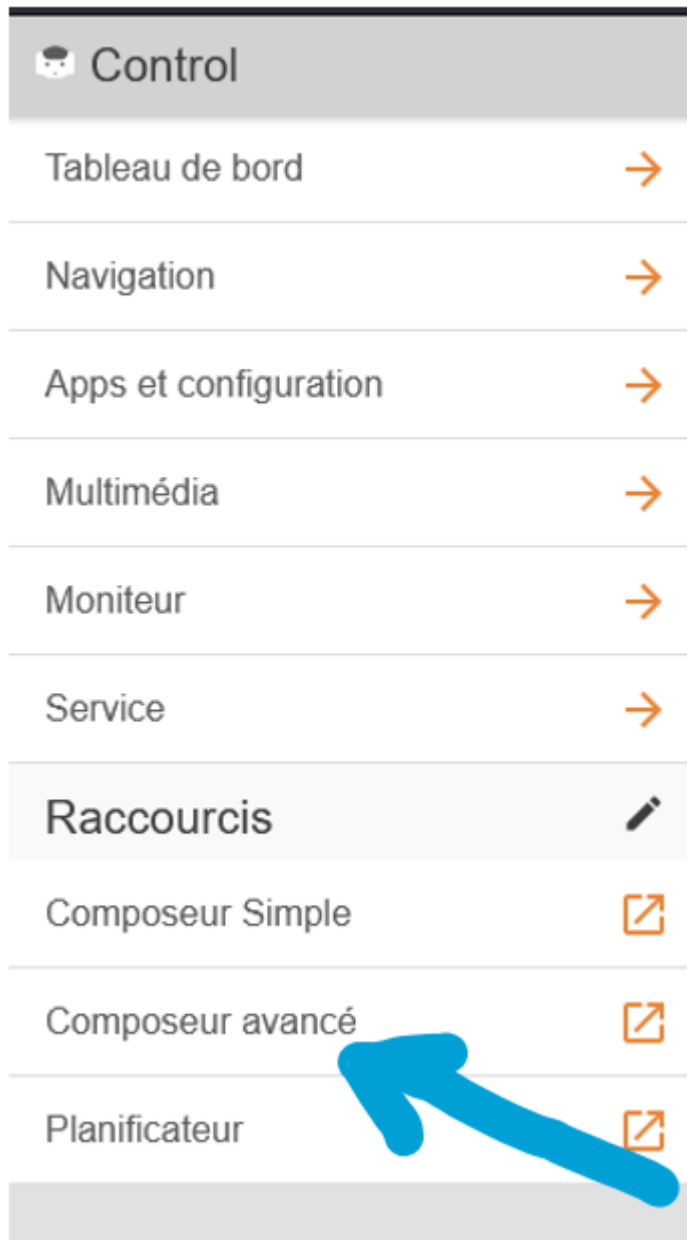 Control
Tableau de bord
Navigation
Apps et configuration
Multimédia
Moniteur
Service
Raccourcis
Composeur Simple
Composeur avancé
Planificateur